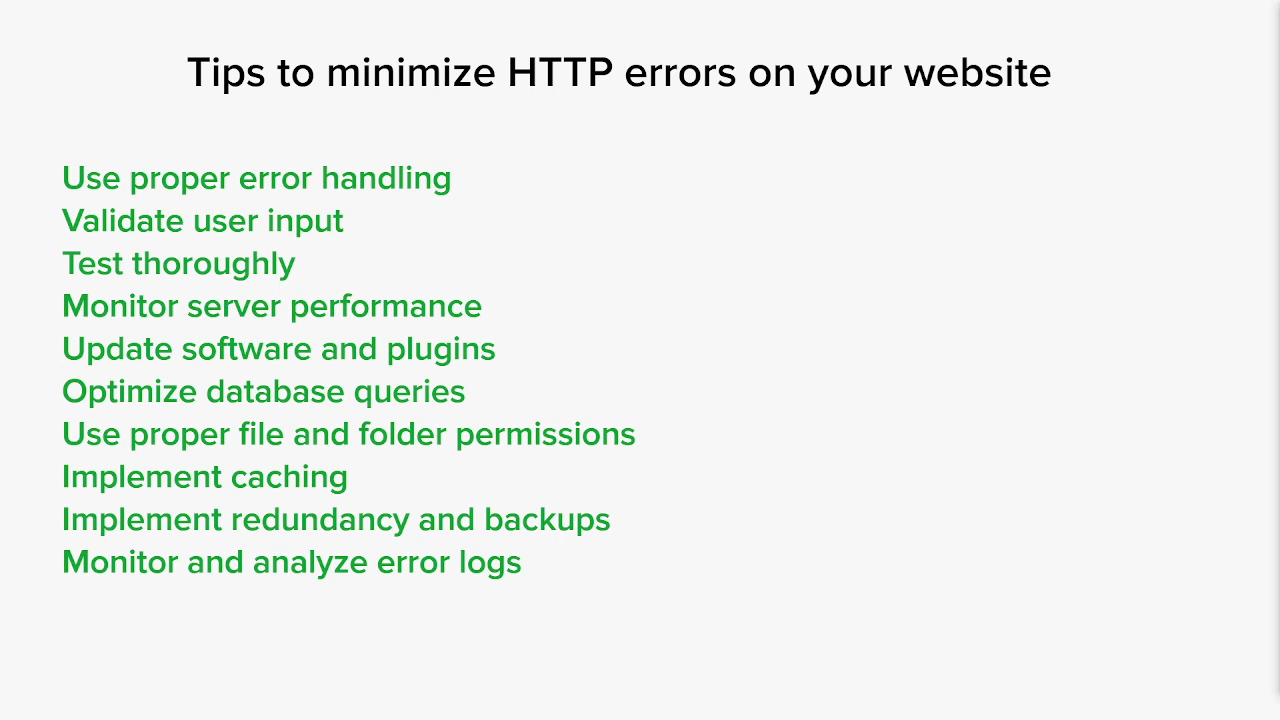 Tips to minimize HTTP errors on your website
Use proper error handling
Validate user input
Test thoroughly
Monitor server performance
Update software and plugins
Optimize database queries
Use proper file and folder permissions
Implement caching
Implement redundancy and backups
Monitor and analyze error logs